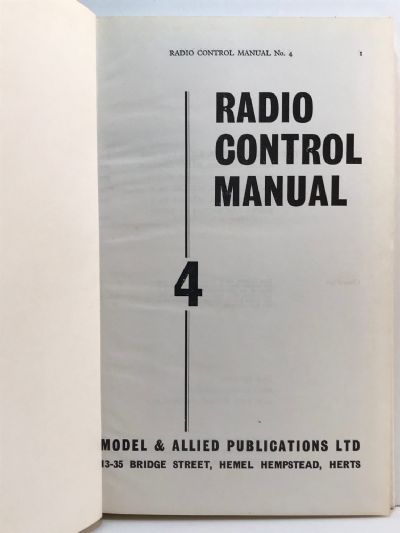 RADIO CONTROL MANUAL No. 4 1
RADIO
CONTROL
MANUAL
4
MODEL & ALLIED PUBLICATIONS LTD
13-35 BRIDGE STREET, HEMEL HEMPSTEAD, HERTS